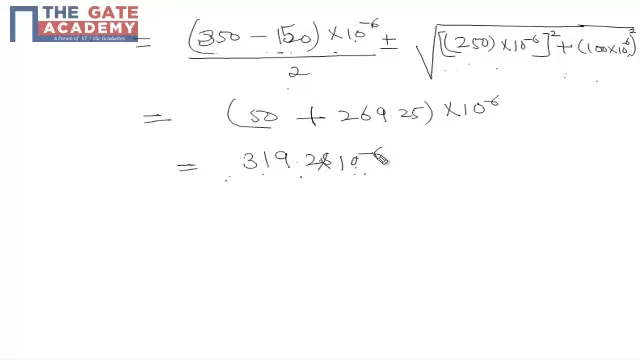 THE GATE
ACADEMY
A Forum of IIT / IISc Graduates
= (350 − 150) × 10⁻⁶ / 2 ± √([(250) × 10⁻⁶]² + (100 × 10⁻⁶)²)
= (50 + 269.25) × 10⁻⁶
= 319.25 × 10⁻⁶